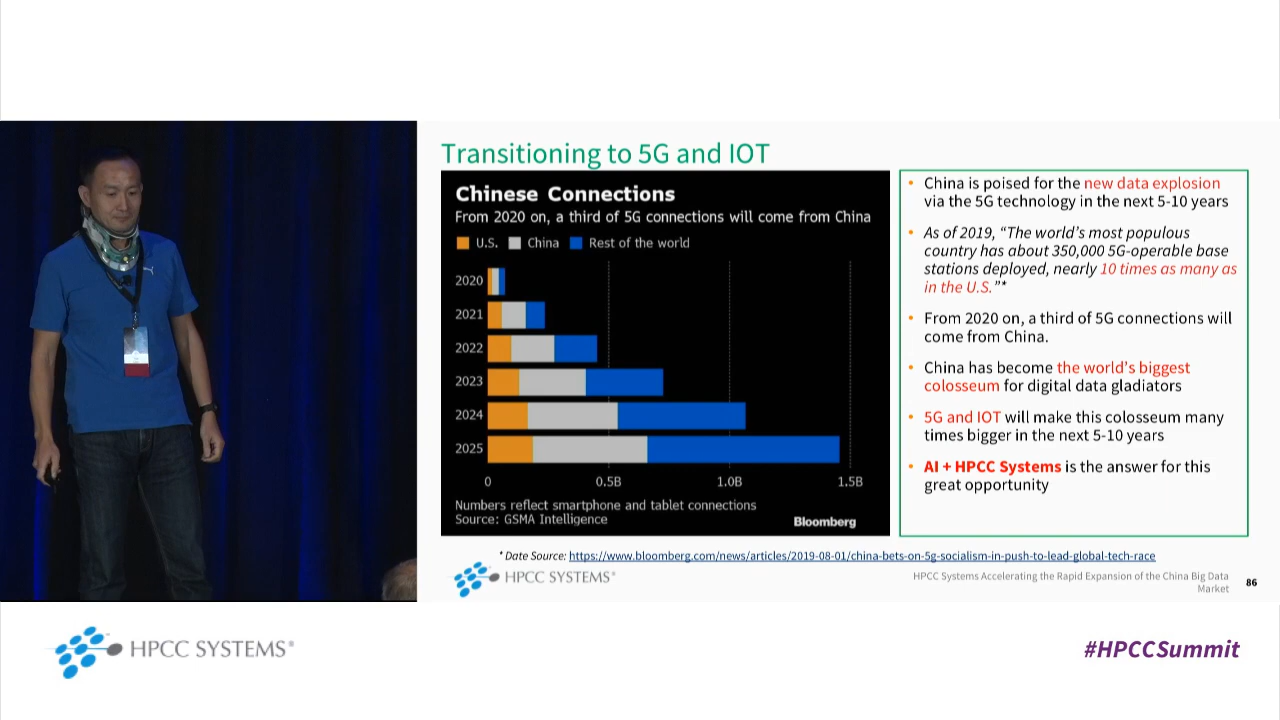 Transitioning to 5G and IOT
Chinese Connections
From 2020 on, a third of 5G connections will come from China
U.S. China Rest of the world
2020
2021
2022
2023
2024
2025
0 0.5B 1.0B 1.5B
Numbers reflect smartphone and tablet connections
Source: GSMA Intelligence
Bloomberg
• China is poised for the new data explosion
via the 5G technology in the next 5-10 years
• As of 2019, “The world’s most populous
country has about 350,000 5G-operable base
stations deployed, nearly 10 times as many as
in the U.S.”*
• From 2020 on, a third of 5G connections will
come from China.
• China has become the world’s biggest
colosseum for digital data gladiators
• 5G and IOT will make this colosseum many
times bigger in the next 5-10 years
• AI + HPCC Systems is the answer for this
great opportunity
* Date Source: https://www.bloomberg.com/news/articles/2019-08-01/china-bets-on-5g-socialism-in-push-to-lead-global-tech-race
HPCC SYSTEMS®
HPCC Systems Accelerating the Rapid Expansion of the China Big Data
Market
86
HPCC SYSTEMS®
#HPCCSummit